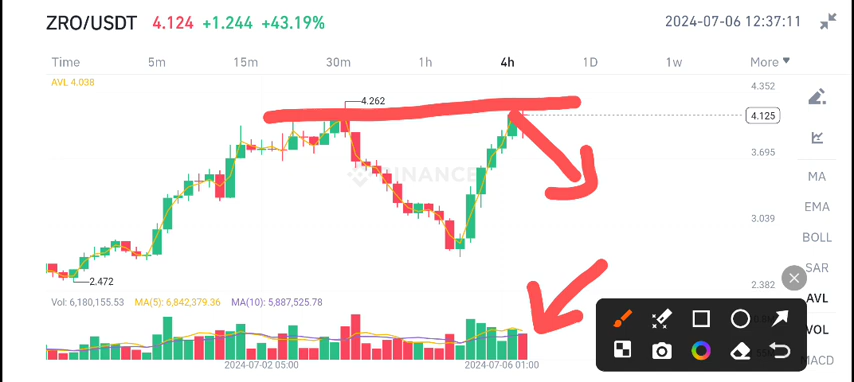 ZRO/USDT 4.124 +1.244 +43.19% 2024-07-06 12:37:11
Time 5m 15m 30m 1h 4h 1D 1w More
AVL 4.038
4.262
4.352
4.125
3.695
BINANCE
MA
EMA
3.039
BOLL
SAR
2.472
2.382
AVL
Vol: 6,180,155.53 MA(5): 6,842,379.36 MA(10): 5,887,525.78
VOL
MACD
2024-07-02 05:00 2024-07-06 01:00